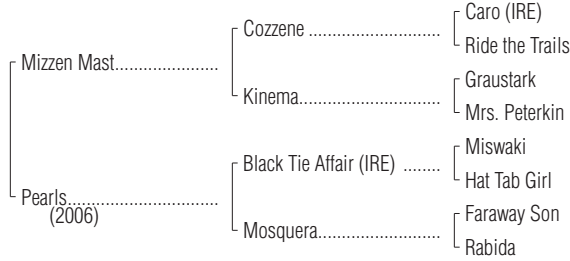 Caro (IRE)
Cozzene ............................
Ride the Trails
Mizzen Mast......................
Graustark
Kinema..............................
Mrs. Peterkin
Miswaki
Black Tie Affair (IRE) ........
Hat Tab Girl
Pearls................................
(2006)
Faraway Son
Mosquera..........................
Rabida